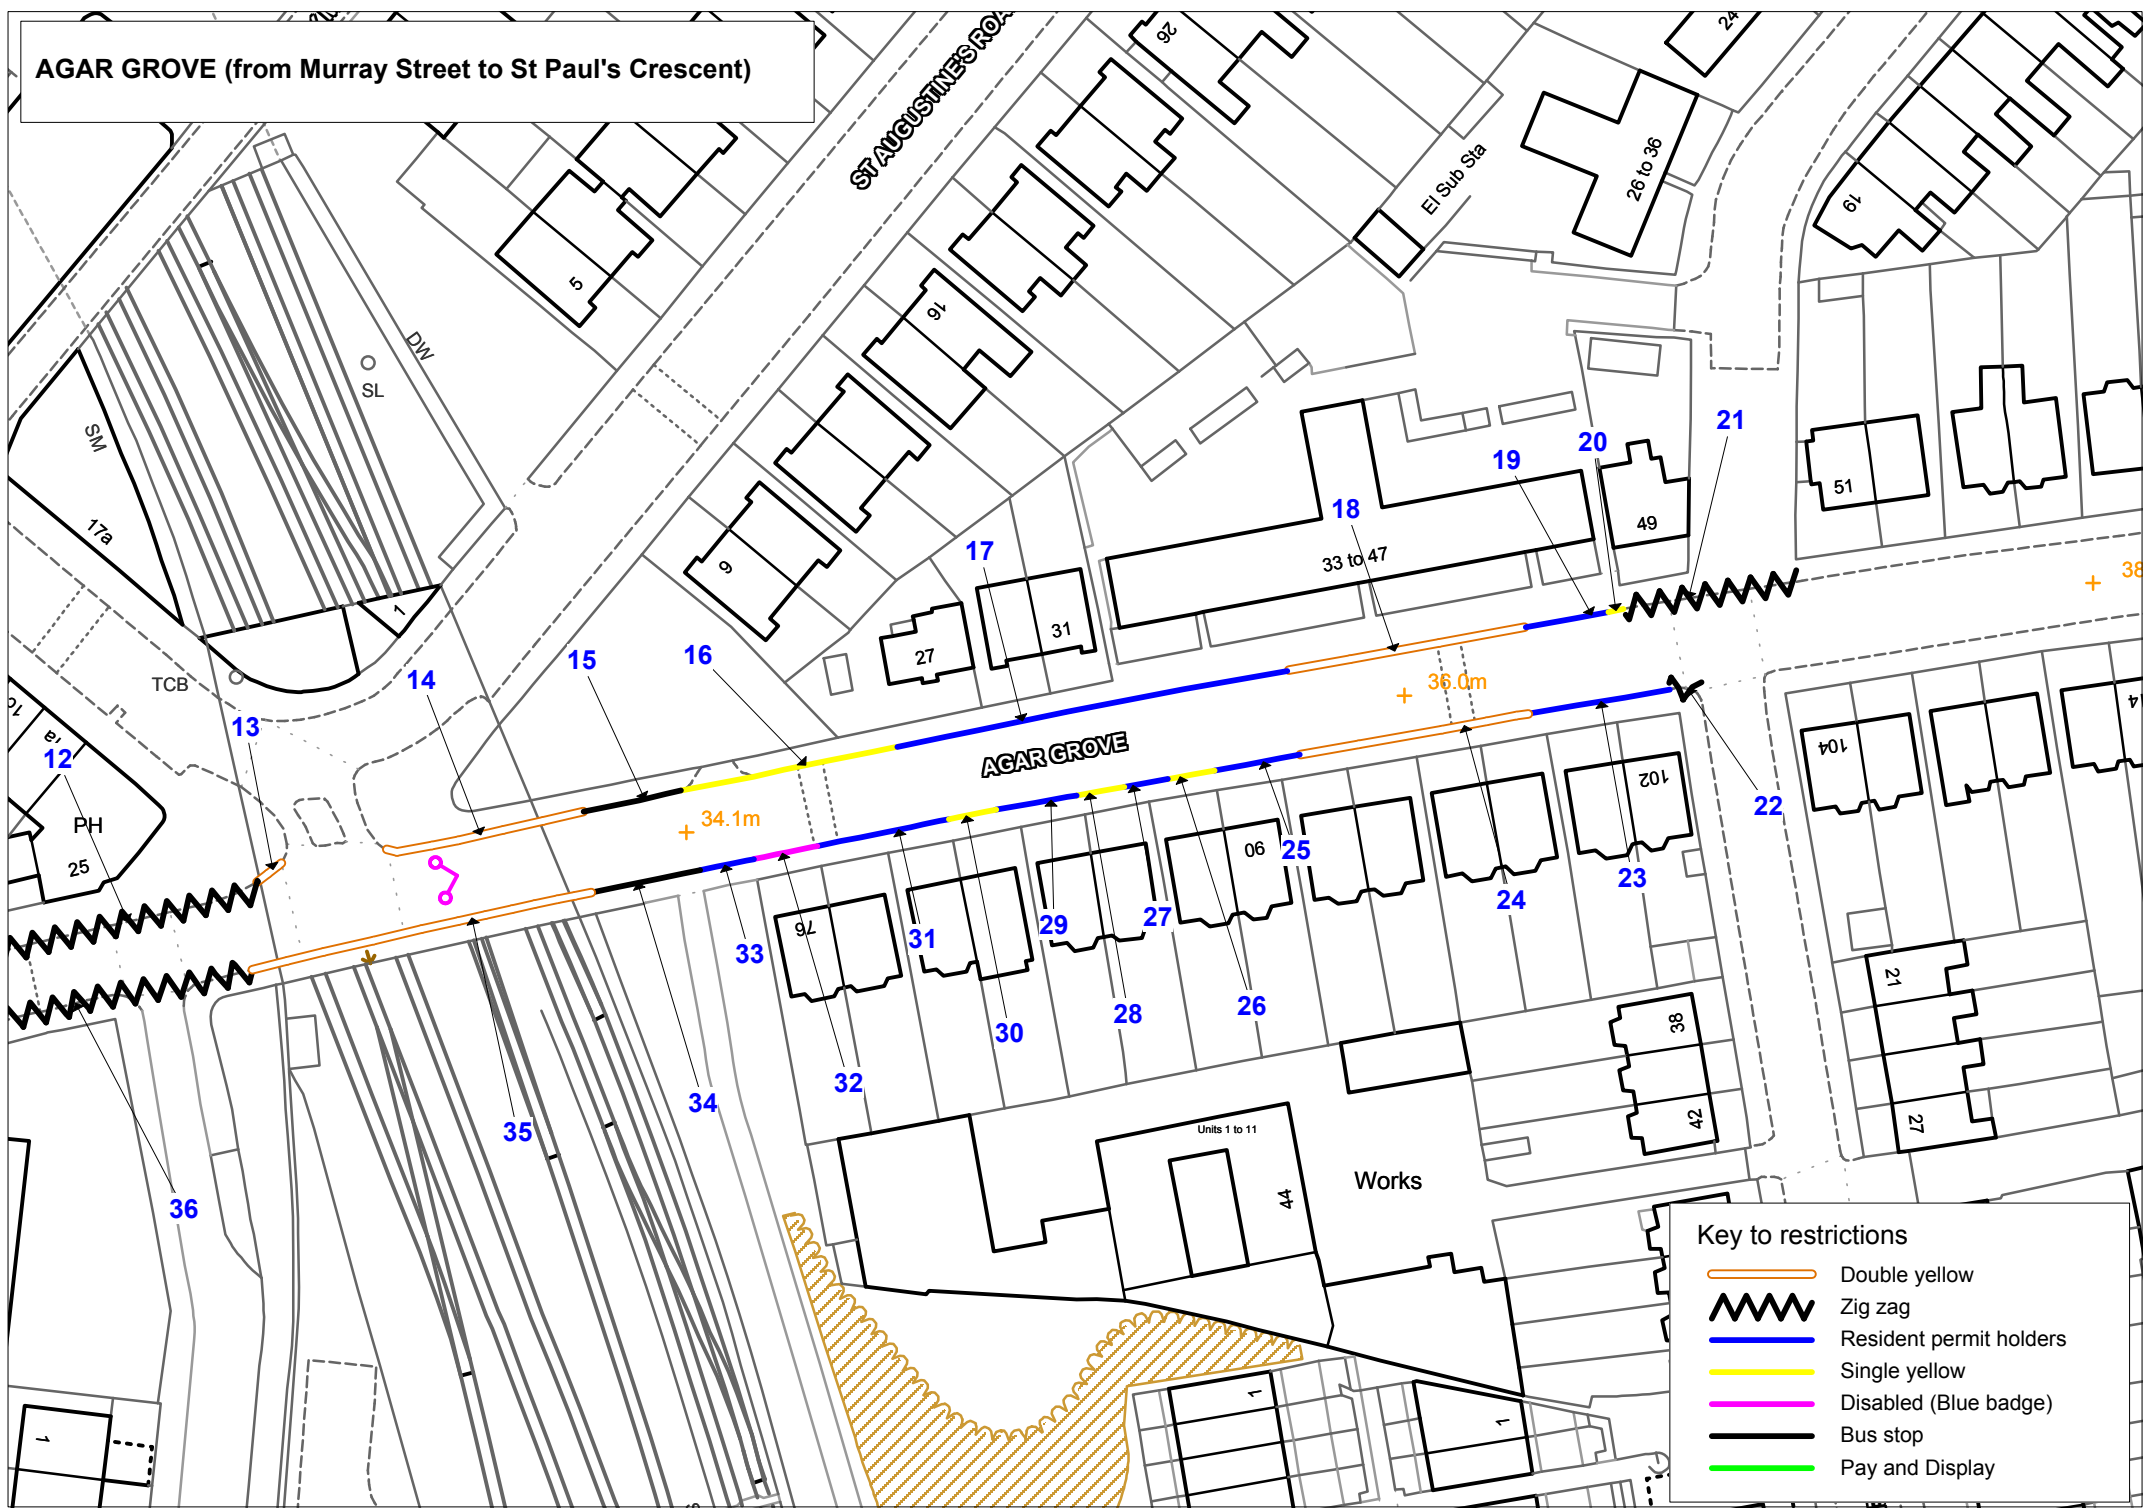 AGAR GROVE (from Murray Street to St Paul's Crescent)
ST AUGUSTINE'S ROA
26
24
El Sub Sta
26 to 36
19
5
16
DW
SL
SM
17a
1
9
TCB
27
31
33 to 47
49
51
12
13
14
15
16
17
18
19
20
21
38
36.0m
34.1m
AGAR GROVE
PH
25
1a
10
76
90
102
104
22
23
24
25
26
27
28
29
30
31
32
33
34
35
36
21
27
38
42
Units 1 to 11
44
Works
1
1
1
Key to restrictions
Double yellow
Zig zag
Resident permit holders
Single yellow
Disabled (Blue badge)
Bus stop
Pay and Display